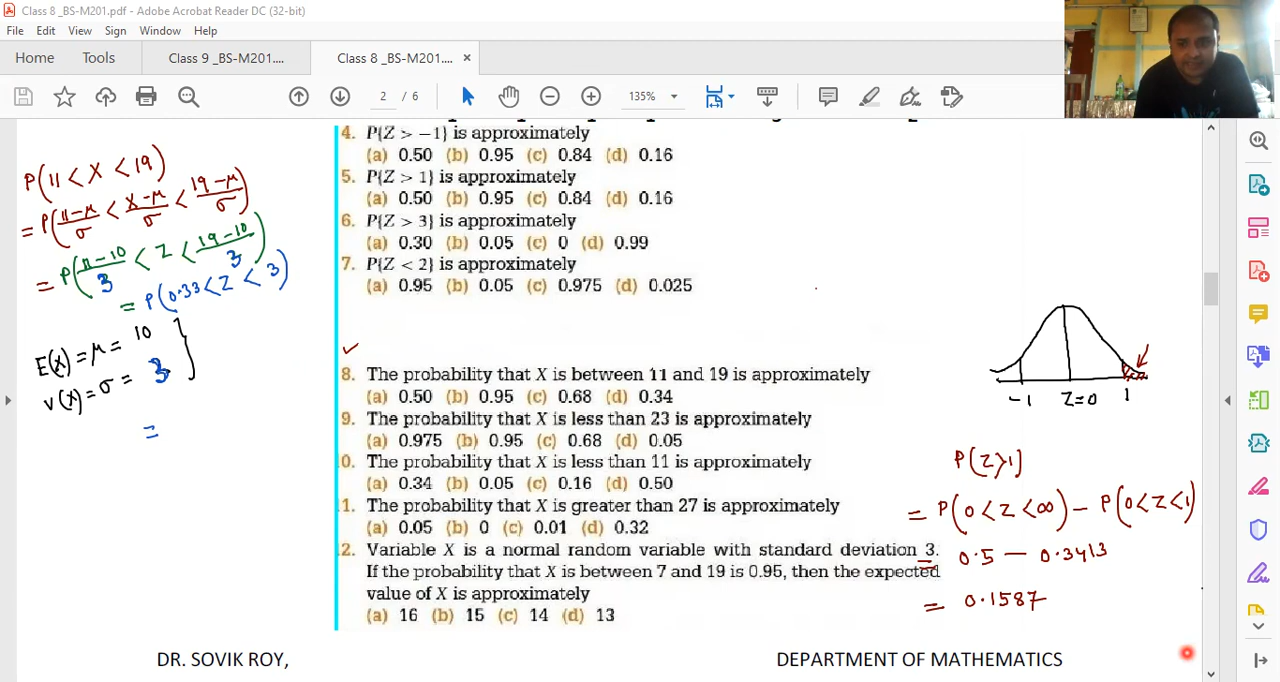 Class 8 _BS-M201.pdf - Adobe Acrobat Reader DC (32-bit)
File Edit View Sign Window Help
Home Tools Class 9 _BS-M201.... Class 8 _BS-M201.... ×
2 / 6 135%
4. P{Z > −1} is approximately
(a) 0.50 (b) 0.95 (c) 0.84 (d) 0.16
5. P{Z > 1} is approximately
(a) 0.50 (b) 0.95 (c) 0.84 (d) 0.16
6. P{Z > 3} is approximately
(a) 0.30 (b) 0.05 (c) 0 (d) 0.99
7. P{Z < 2} is approximately
(a) 0.95 (b) 0.05 (c) 0.975 (d) 0.025
8. The probability that X is between 11 and 19 is approximately
(a) 0.50 (b) 0.95 (c) 0.68 (d) 0.34
9. The probability that X is less than 23 is approximately
(a) 0.975 (b) 0.95 (c) 0.68 (d) 0.05
0. The probability that X is less than 11 is approximately
(a) 0.34 (b) 0.05 (c) 0.16 (d) 0.50
1. The probability that X is greater than 27 is approximately
(a) 0.05 (b) 0 (c) 0.01 (d) 0.32
2. Variable X is a normal random variable with standard deviation 3.
If the probability that X is between 7 and 19 is 0.95, then the expected
value of X is approximately
(a) 16 (b) 15 (c) 14 (d) 13
P(11 < X < 19)
= P(11−μ/σ < X−μ/σ < 19−μ/σ)
= P(11−10/3 < Z < 19−10/3)
= P(0.33 < Z < 3)
E(X) = μ = 10
V(X) = σ = 3
=
-1 Z=0 1
P(Z>1)
= P(0<Z<∞) − P(0<Z<1)
= 0.5 − 0.3413
= 0.1587
DR. SOVIK ROY, DEPARTMENT OF MATHEMATICS